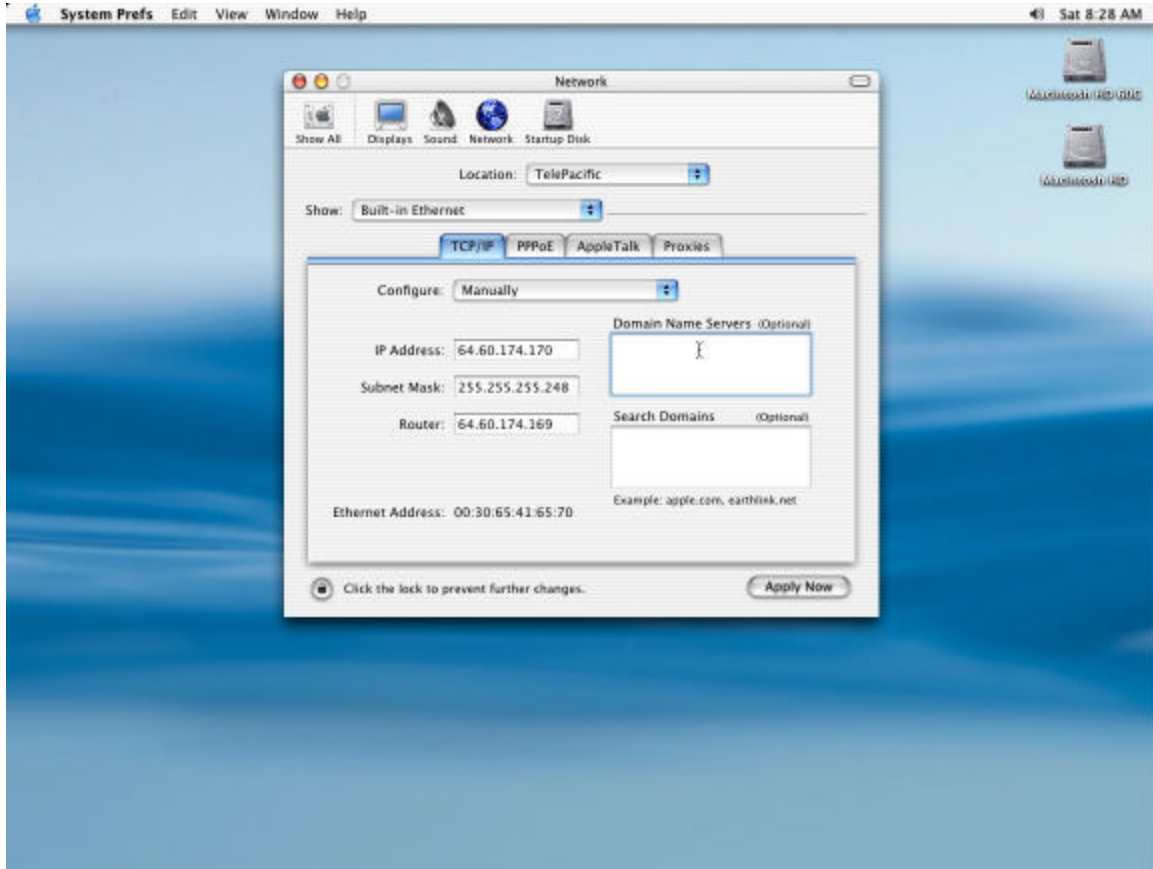 System Prefs Edit View Window Help Sat 8:28 AM
Network
Macintosh HD GUC
Show All Displays Sound Network Startup Disk
Macintosh HD
Location: TelePacific
Show: Built-in Ethernet
TCP/IP PPPoE AppleTalk Proxies
Configure: Manually
Domain Name Servers (Optional)
IP Address: 64.60.174.170
Subnet Mask: 255.255.255.248
Search Domains (Optional)
Router: 64.60.174.169
Example: apple.com, earthlink.net
Ethernet Address: 00:30:65:41:65:70
Click the lock to prevent further changes.
Apply Now